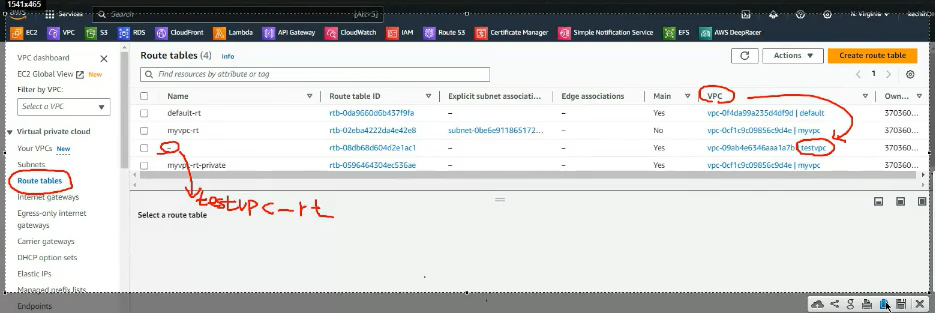 1541x465
aws Services Search [Alt+S] N. Virginia
EC2 VPC S3 RDS CloudFront Lambda API Gateway CloudWatch IAM Route 53 Certificate Manager Simple Notification Service EFS AWS DeepRacer
VPC dashboard
EC2 Global View New
Filter by VPC:
Select a VPC
Virtual private cloud
Your VPCs New
Subnets
Route tables
Internet gateways
Egress-only internet
gateways
Carrier gateways
DHCP option sets
Elastic IPs
Managed prefix lists
Endpoints
Route tables (4) Info
Actions
Create route table
Find resources by attribute or tag
1
Name Route table ID Explicit subnet associati... Edge associations Main VPC Own...
default-rt rtb-0da9660d6b437f9fa – – Yes vpc-0f4da99a235d4df9d | default 370360...
myvpc-rt rtb-02eba4222da4e42e8 subnet-0be6e911865172... – No vpc-0cf1c9c09856c9d4e | myvpc 370360...
– rtb-08db68d604d2e1ac1 – – Yes vpc-09ab4e6346aaa1a7b testvpc 370360...
myvpc-rt-private rtb-0596464304ec536ae – – Yes vpc-0cf1c9c09856c9d4e | myvpc 370360...
testvpc-rt
Select a route table